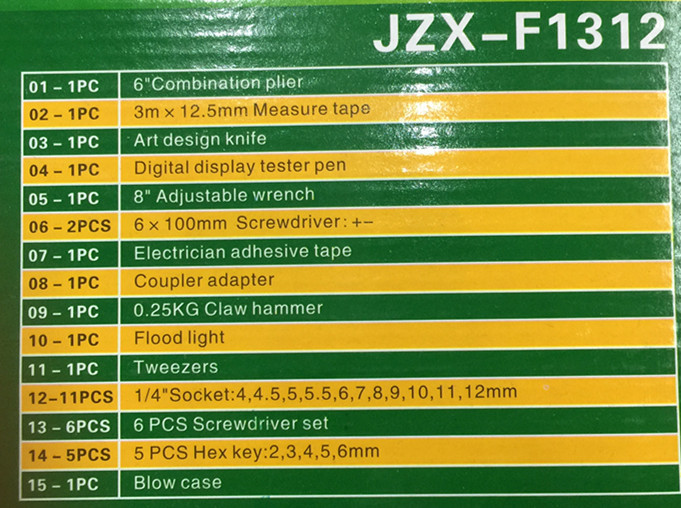 JZX-F1312
01 - 1PC 6"Combination plier
02 - 1PC 3m × 12.5mm Measure tape
03 - 1PC Art design knife
04 - 1PC Digital display tester pen
05 - 1PC 8" Adjustable wrench
06 - 2PCS 6 × 100mm Screwdriver: +-
07 - 1PC Electrician adhesive tape
08 - 1PC Coupler adapter
09 - 1PC 0.25KG Claw hammer
10 - 1PC Flood light
11 - 1PC Tweezers
12-11PCS 1/4"Socket:4,4.5,5,5.5,6,7,8,9,10,11,12mm
13 - 6PCS 6 PCS Screwdriver set
14 - 5PCS 5 PCS Hex key:2,3,4,5,6mm
15 - 1PC Blow case